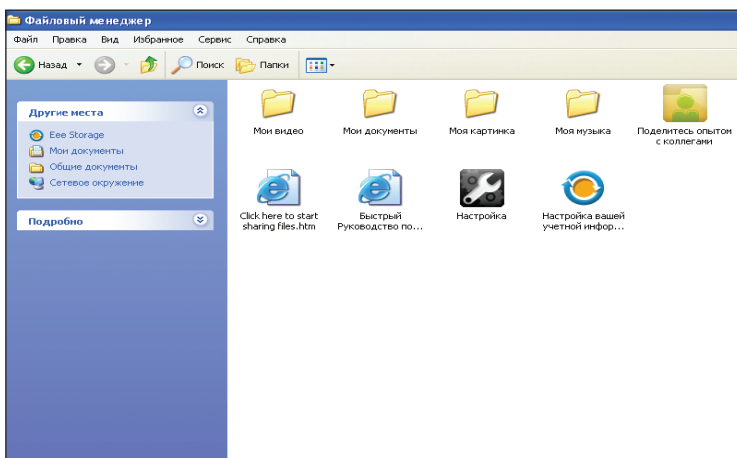 Файловый менеджер
Файл Правка Вид Избранное Сервис Справка
Назад Поиск Папки
Другие места
Eee Storage
Мои документы
Общие документы
Сетевое окружение
Подробно
Мои видео
Мои документы
Моя картинка
Моя музыка
Поделитесь опытом
с коллегами
Click here to start
sharing files.htm
Быстрый
Руководство по...
Настройка
Настройка вашей
учетной инфор...